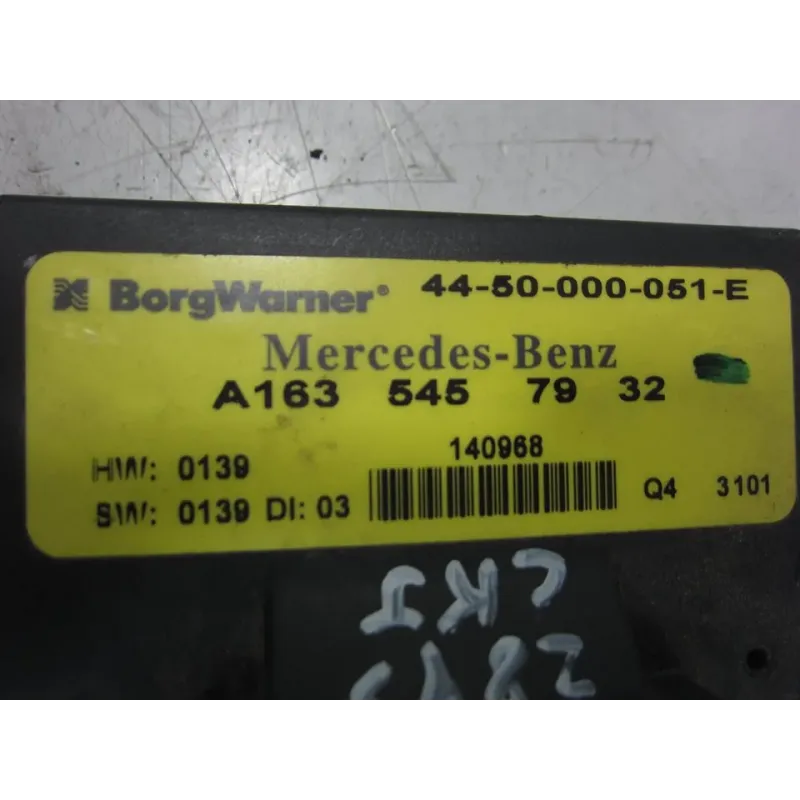 BorgWarner® 44-50-000-051-E
Mercedes-Benz
A163 545 79 32
HW: 0139 140968
SW: 0139 DI: 03 Q4 3101
CKJ